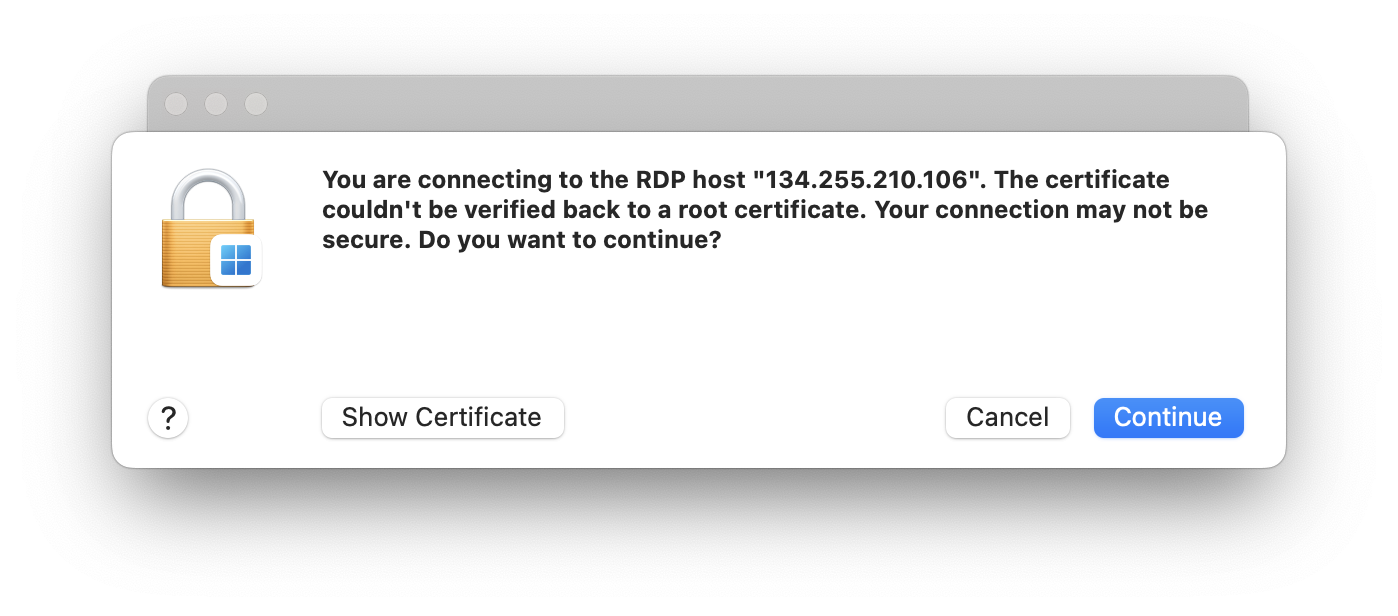 You are connecting to the RDP host "134.255.210.106". The certificate
couldn't be verified back to a root certificate. Your connection may not be
secure. Do you want to continue?
? Show Certificate Cancel Continue